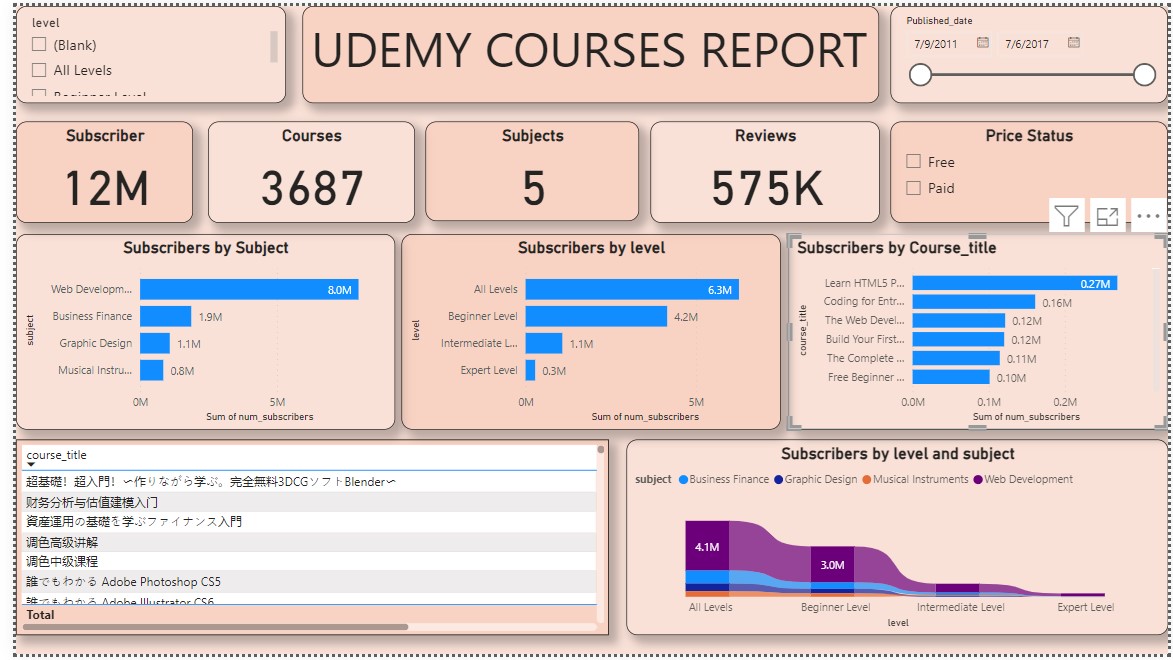 level
(Blank)
All Levels
Beginner Level
UDEMY COURSES REPORT
Published_date
7/9/2011
7/6/2017
Subscriber
12M
Courses
3687
Subjects
5
Reviews
575K
Price Status
Free
Paid
Subscribers by Subject
subject
Web Developm... 8.0M
Business Finance 1.9M
Graphic Design 1.1M
Musical Instru... 0.8M
0M 5M
Sum of num_subscribers
Subscribers by level
level
All Levels 6.3M
Beginner Level 4.2M
Intermediate L... 1.1M
Expert Level 0.3M
0M 5M
Sum of num_subscribers
Subscribers by Course_title
course_title
Learn HTML5 P... 0.27M
Coding for Entr... 0.16M
The Web Devel... 0.12M
Build Your First... 0.12M
The Complete ... 0.11M
Free Beginner ... 0.10M
0.0M 0.1M 0.2M
Sum of num_subscribers
course_title
超基礎！超入門！〜作りながら学ぶ。完全無料3DCGソフトBlender〜
财务分析与估值建模入门
資産運用の基礎を学ぶファイナンス入門
调色高级讲解
调色中级课程
誰でもわかる Adobe Photoshop CS5
誰でもわかる Adobe Illustrator CS6
Total
Subscribers by level and subject
subject Business Finance Graphic Design Musical Instruments Web Development
4.1M
3.0M
All Levels Beginner Level Intermediate Level Expert Level
level